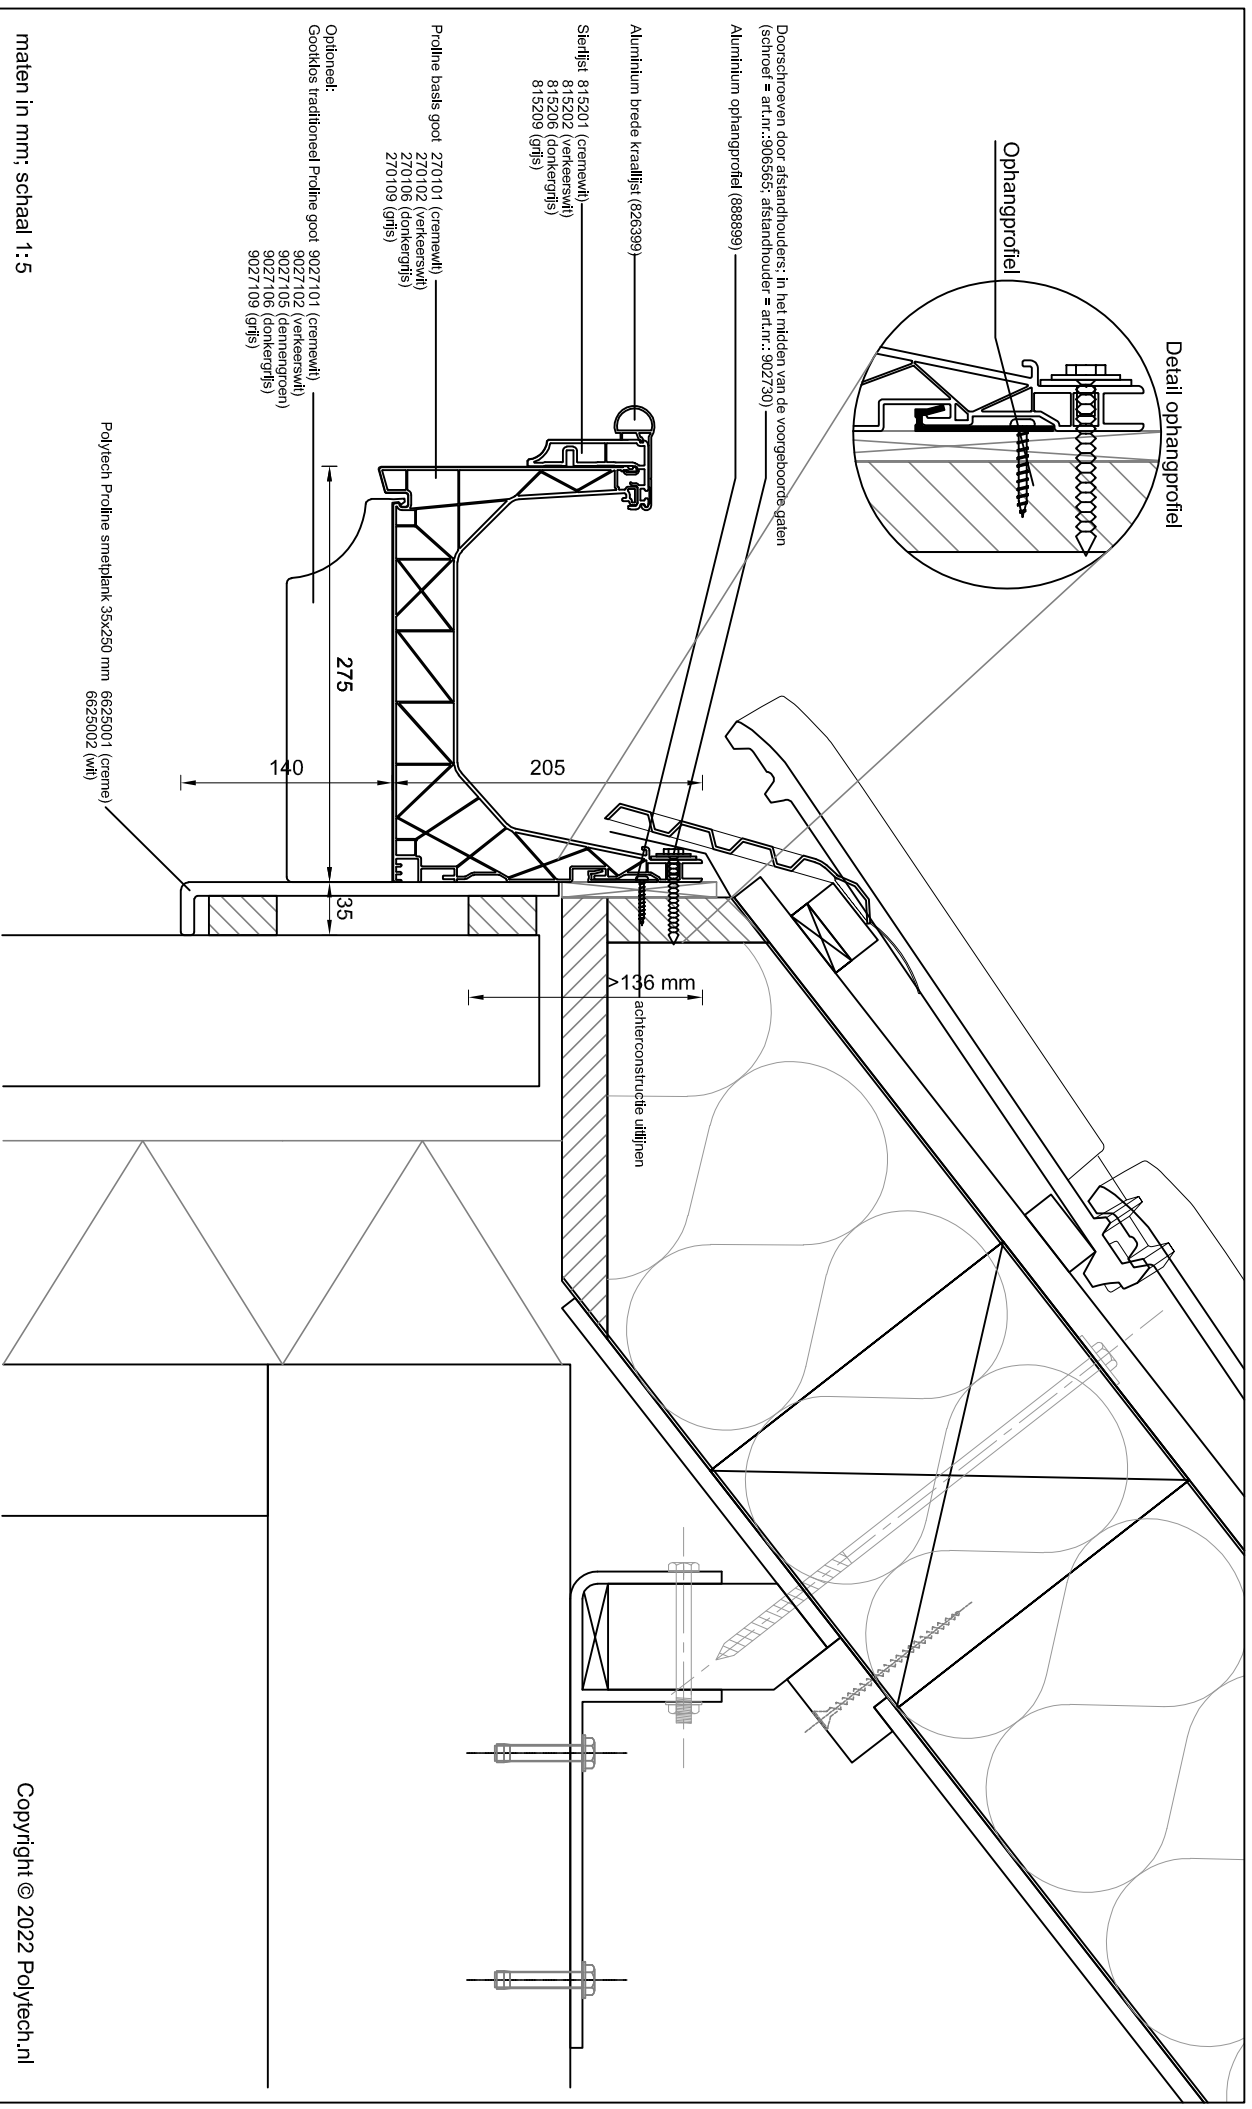 Detail ophangprofiel
Ophangprofiel
Doorschroeven door afstandhouders; in het midden van de voorgeboorde gaten
(schroef = art.nr.:906565; afstandhouder = art.nr.: 902730)
Aluminium ophangprofiel (888899)
Aluminium brede kraallijst (826399)
Sierlijst 815201 (cremewit)
815202 (verkeerswit)
815206 (donkergrijs)
815209 (grijs)
Proline basis goot 270101 (cremewit)
270102 (verkeerswit)
270106 (donkergrijs)
270109 (grijs)
Optioneel:
Gootklos traditioneel Proline goot 9027101 (cremewit)
9027102 (verkeerswit)
9027105 (dennengroen)
9027106 (donkergrijs)
9027109 (grijs)
Polytech Proline smetplank 35x250 mm 6625001 (creme)
6625002 (wit)
275
140
205
35
>136 mm
achterconstructie uitlijnen
maten in mm; schaal 1:5
Copyright © 2022 Polytech.nl